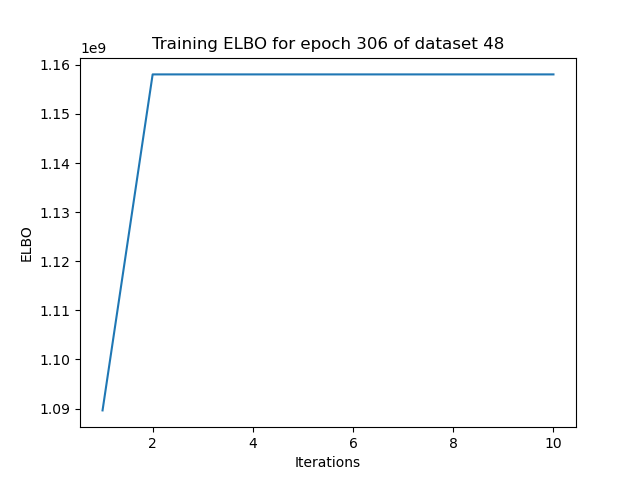 Training ELBO for epoch 306 of dataset 48
1e9
1.16
1.15
1.14
1.13
1.12
1.11
1.10
1.09
ELBO
2 4 6 8 10
Iterations